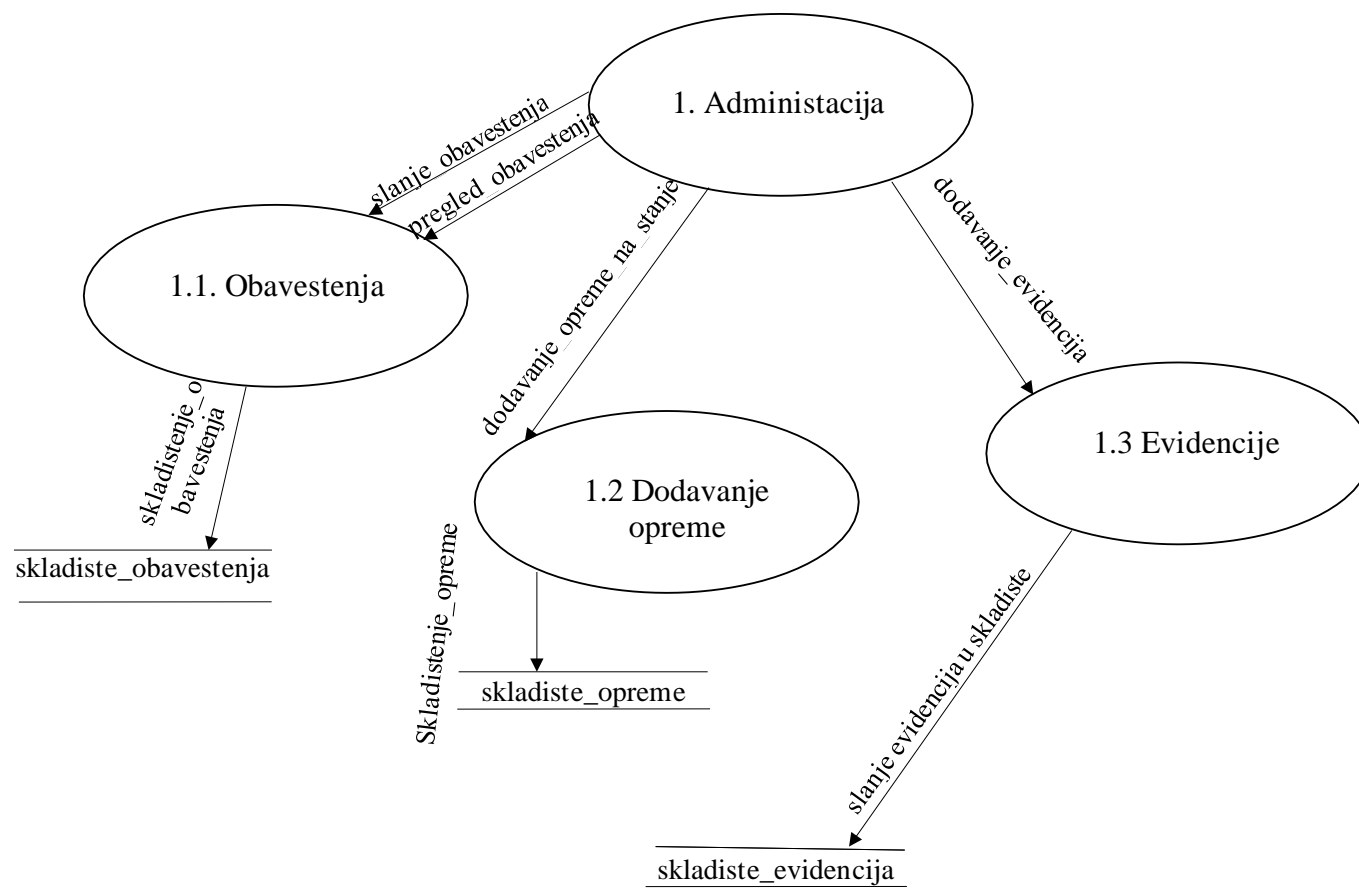 1. Administacija
slanje_obavestenja
pregled_obavestenja
dodavanje_opreme_na_stanje
dodavanje_evidencija
1.1. Obavestenja
skladistenje_o
bavestenja
skladiste_obavestenja
1.2 Dodavanje
opreme
Skladistenje_opreme
skladiste_opreme
1.3 Evidencije
slanje evidencija u skladiste
skladiste_evidencija